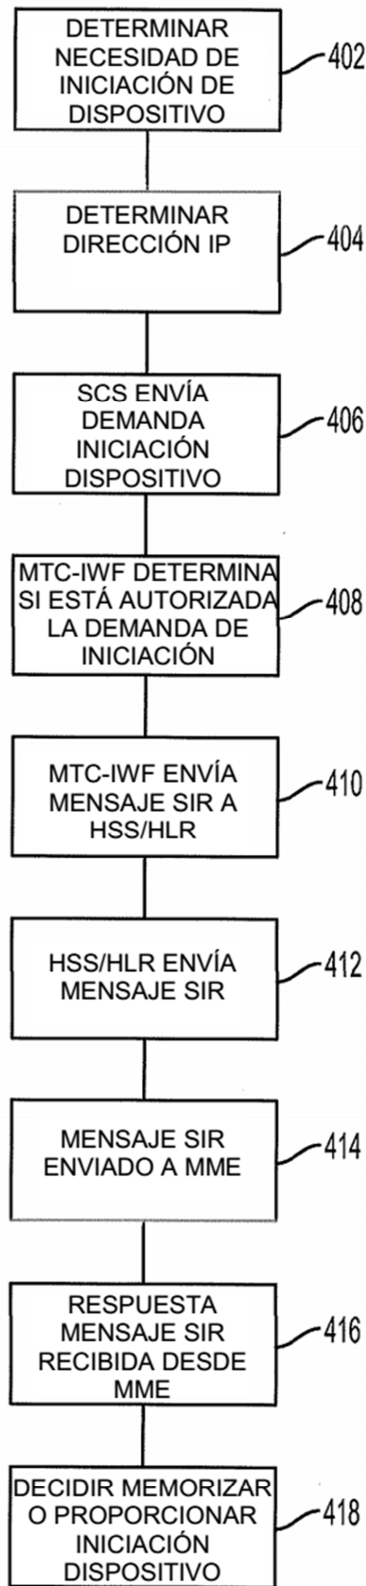 DETERMINAR
NECESIDAD DE
INICIACIÓN DE
DISPOSITIVO
402
DETERMINAR
DIRECCIÓN IP
404
SCS ENVÍA
DEMANDA
INICIACIÓN
DISPOSITIVO
406
MTC-IWF DETERMINA
SI ESTÁ AUTORIZADA
LA DEMANDA DE
INICIACIÓN
408
MTC-IWF ENVÍA
MENSAJE SIR A
HSS/HLR
410
HSS/HLR ENVÍA
MENSAJE SIR
412
MENSAJE SIR
ENVIADO A MME
414
RESPUESTA
MENSAJE SIR
RECIBIDA DESDE
MME
416
DECIDIR MEMORIZAR
O PROPORCIONAR
INICIACIÓN
DISPOSITIVO
418